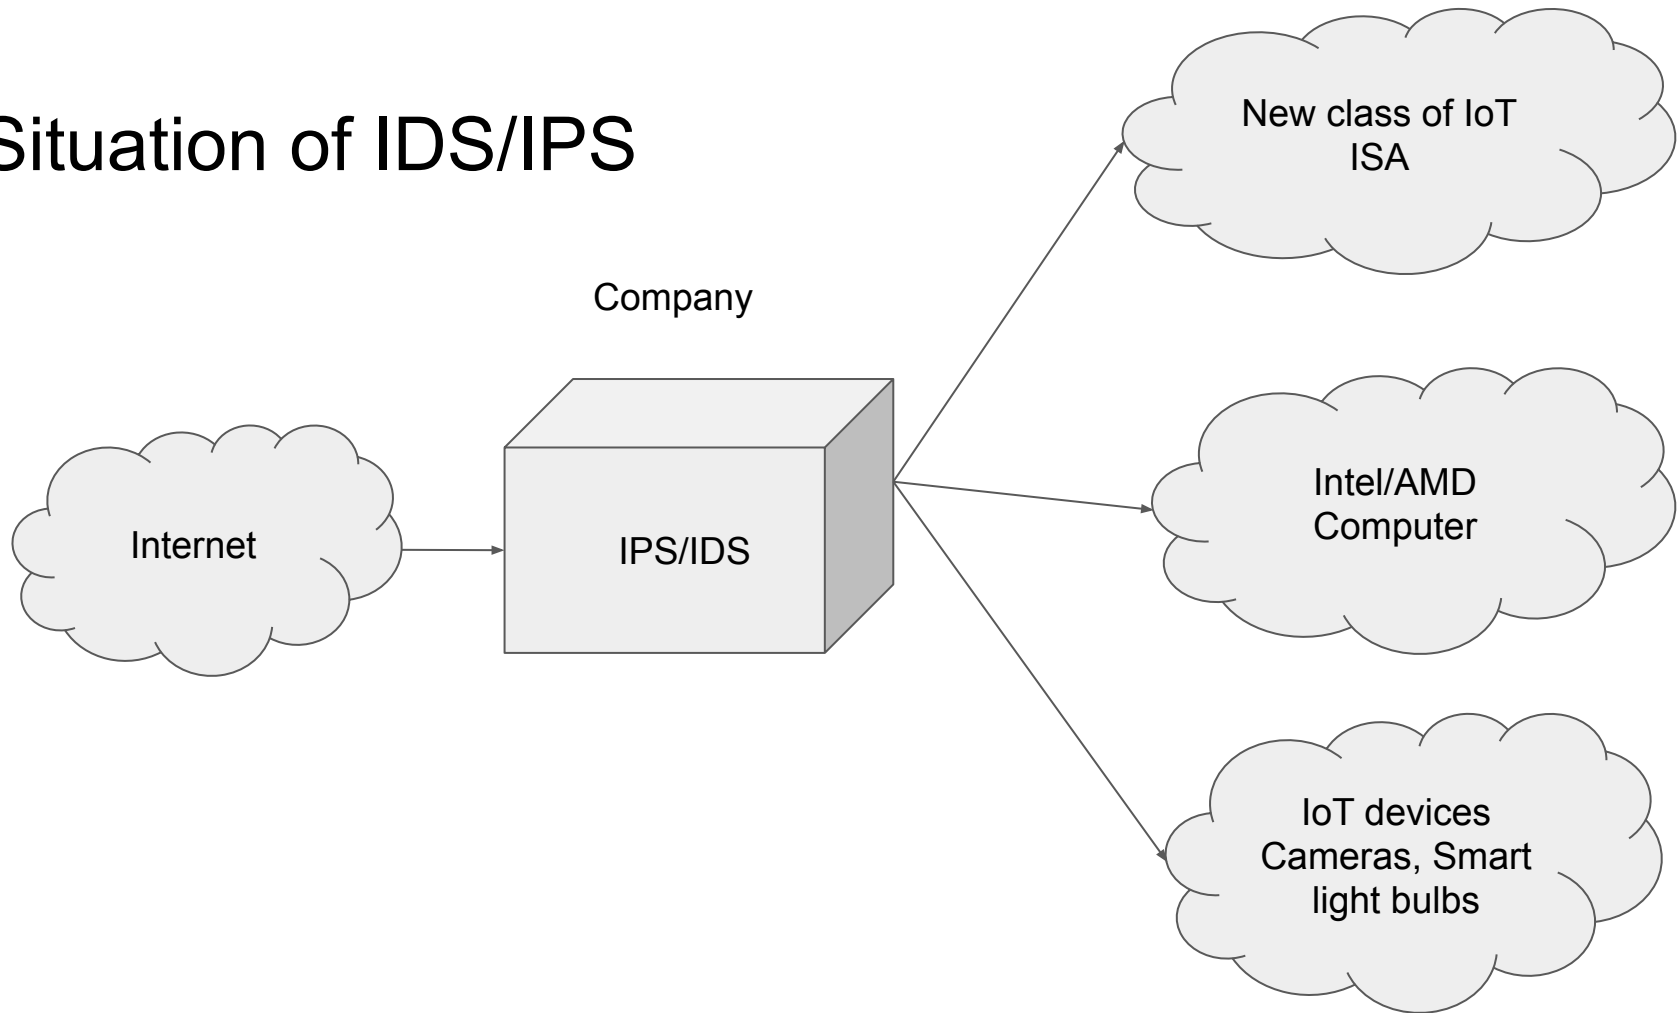 Situation of IDS/IPS
Company
Internet
IPS/IDS
New class of IoT
ISA
Intel/AMD
Computer
IoT devices
Cameras, Smart
light bulbs